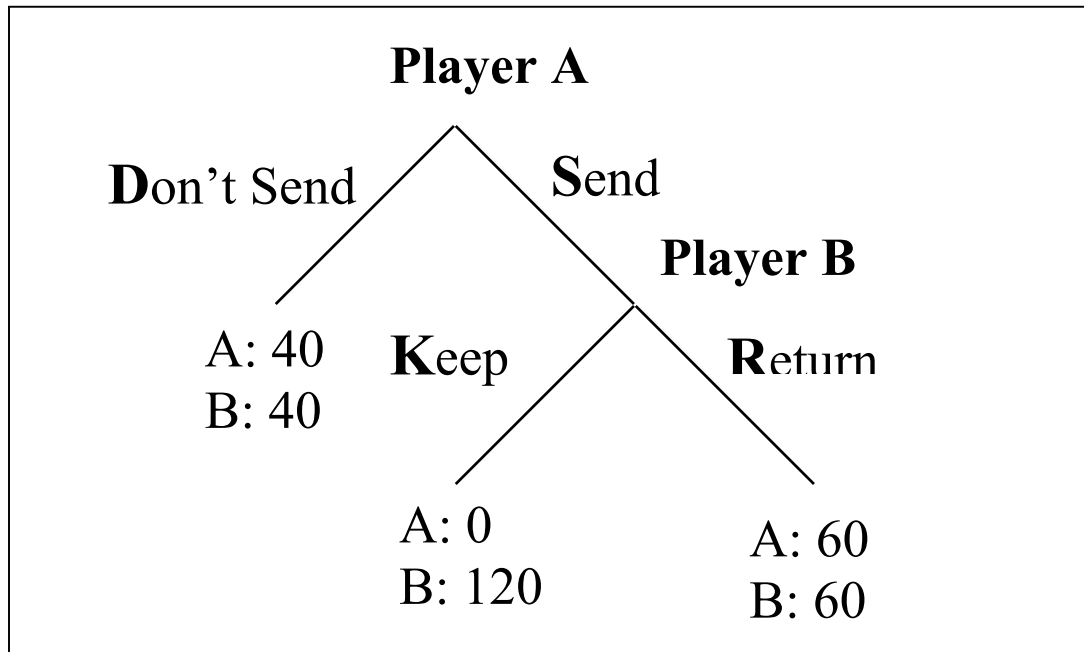 Player A
Don’t Send
Send
Player B
A: 40
B: 40
Keep
Return
A: 0
B: 120
A: 60
B: 60